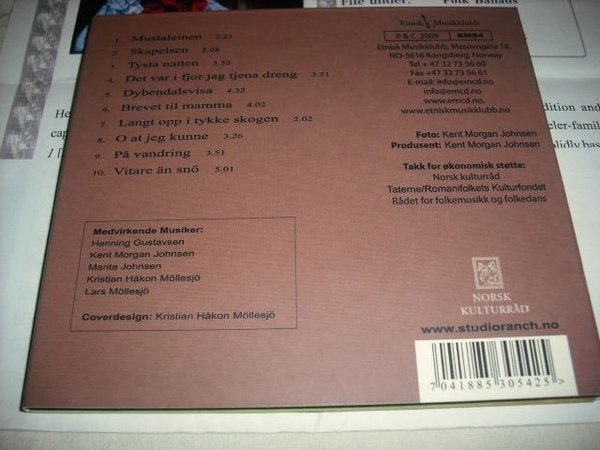 File under: Folk Ballads
1. Mustaleinen 2.21
2. Skapelsen 5.08
3. Tysta natten 3.32
4. Det var i fjor jag tjena dreng 3.51
5. Dybendalsvisa 4.32
6. Brevet til mamma 4.02
7. Langt opp i tykke skogen 2.02
8. O at jeg kunne 3.26
9. På vandring 3.51
10. Vitare än snö 5.01
Medvirkende Musiker:
Henning Gustavsen
Kent Morgan Johnsen
Marita Johnsen
Kristian Håkon Möllesjö
Lars Möllesjö
Coverdesign: Kristian Håkon Möllesjö
Etnisk Musikklubb
P & C 2009 EM54
Etnisk Musikklubb, Masovngata 18,
NO-3616 Kongsberg, Norway
Tel + 47 32 73 56 60
Fax +47 32 73 56 61
E-mail: info@emcd.no
info@emcd.no
www.emcd.no,
www.etniskmusikklubb.no
Foto: Kent Morgan Johnsen
Produsent: Kent Morgan Johnsen
Takk for økonomisk støtte:
Norsk kulturråd
Taterne/Romanifolkets Kulturfondet
Rådet for folkemusikk og folkedans
NORSK
KULTURRÅD
www.studioranch.no
7 041885 305425 >